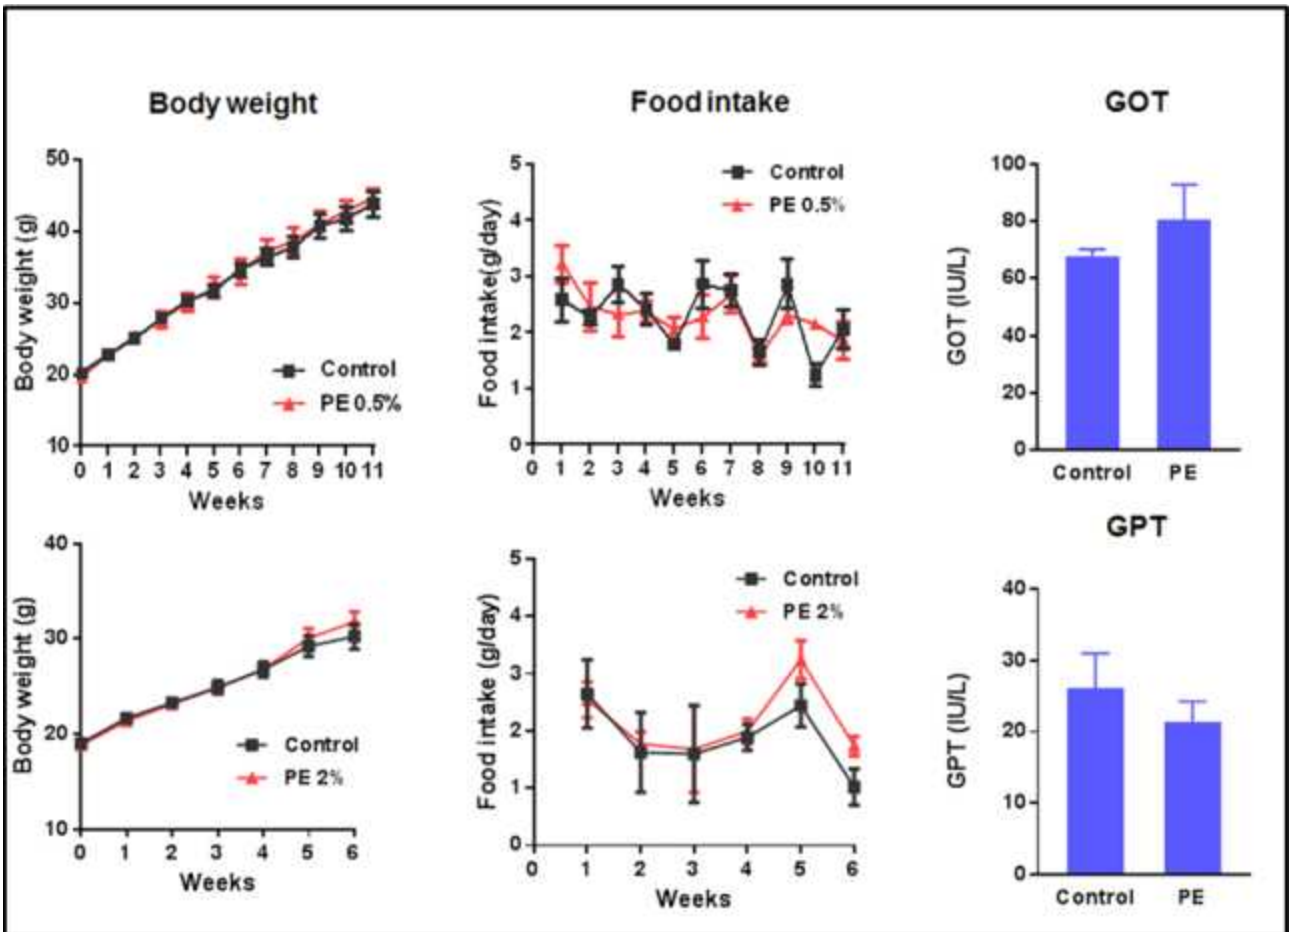 Body weight
Food intake
GOT
50
40
30
20
10
Body weight (g)
Control
PE 0.5%
0 1 2 3 4 5 6 7 8 9 10 11
Weeks
5
4
3
2
1
0
Food intake(g/day)
Control
PE 0.5%
0 1 2 3 4 5 6 7 8 9 10 11
Weeks
100
80
60
40
20
0
GOT (IU/L)
Control PE
40
30
20
10
Body weight (g)
Control
PE 2%
0 1 2 3 4 5 6
Weeks
5
4
3
2
1
0
Food intake (g/day)
Control
PE 2%
0 1 2 3 4 5 6
Weeks
GPT
40
30
20
10
0
GPT (IU/L)
Control PE